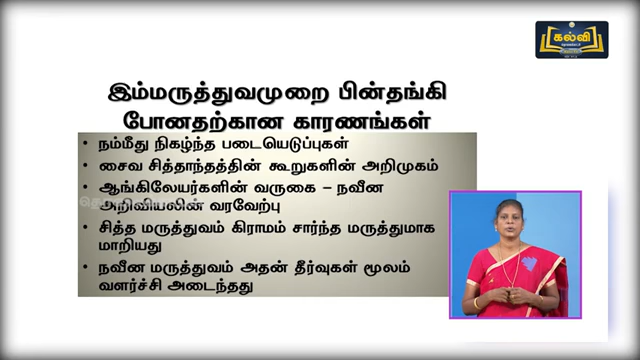 கல்வி
இம்மருத்துவமுறை பின்தங்கி
போனதற்கான காரணங்கள்
• நம்மீது நிகழ்ந்த படையெடுப்புகள்
• சைவ சித்தாந்தத்தின் கூறுகளின் அறிமுகம்
• ஆங்கிலேயர்களின் வருகை – நவீன
அறிவியலின் வரவேற்பு
• சித்த மருத்துவம் கிராமம் சார்ந்த மருத்துமாக
மாறியது
• நவீன மருத்துவம் அதன் தீர்வுகள் மூலம்
வளர்ச்சி அடைந்தது